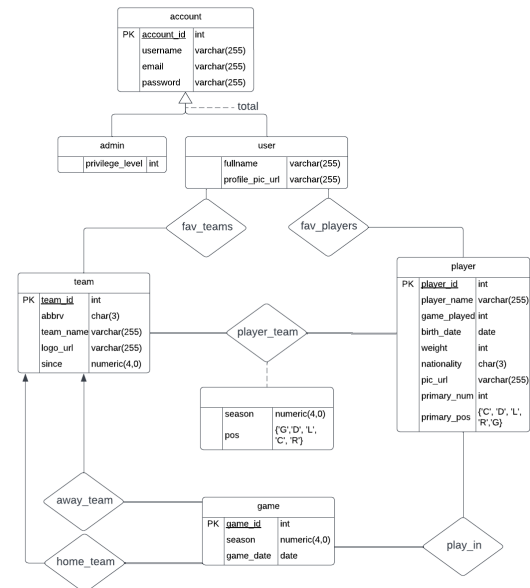 account
PK account_id int
username varchar(255)
email varchar(255)
password varchar(255)
total
admin
privilege_level int
user
fullname varchar(255)
profile_pic_url varchar(255)
fav_teams
fav_players
team
PK team_id int
abbrv char(3)
team_name varchar(255)
logo_url varchar(255)
since numeric(4,0)
player_team
player
PK player_id int
player_name varchar(255)
game_played int
birth_date date
weight int
nationality char(3)
pic_url varchar(255)
primary_num int
primary_pos {'C', 'D', 'L',
'R','G}
season numeric(4,0)
pos {'G','D', 'L',
'C', 'R'}
away_team
game
PK game_id int
season numeric(4,0)
game_date date
home_team
play_in